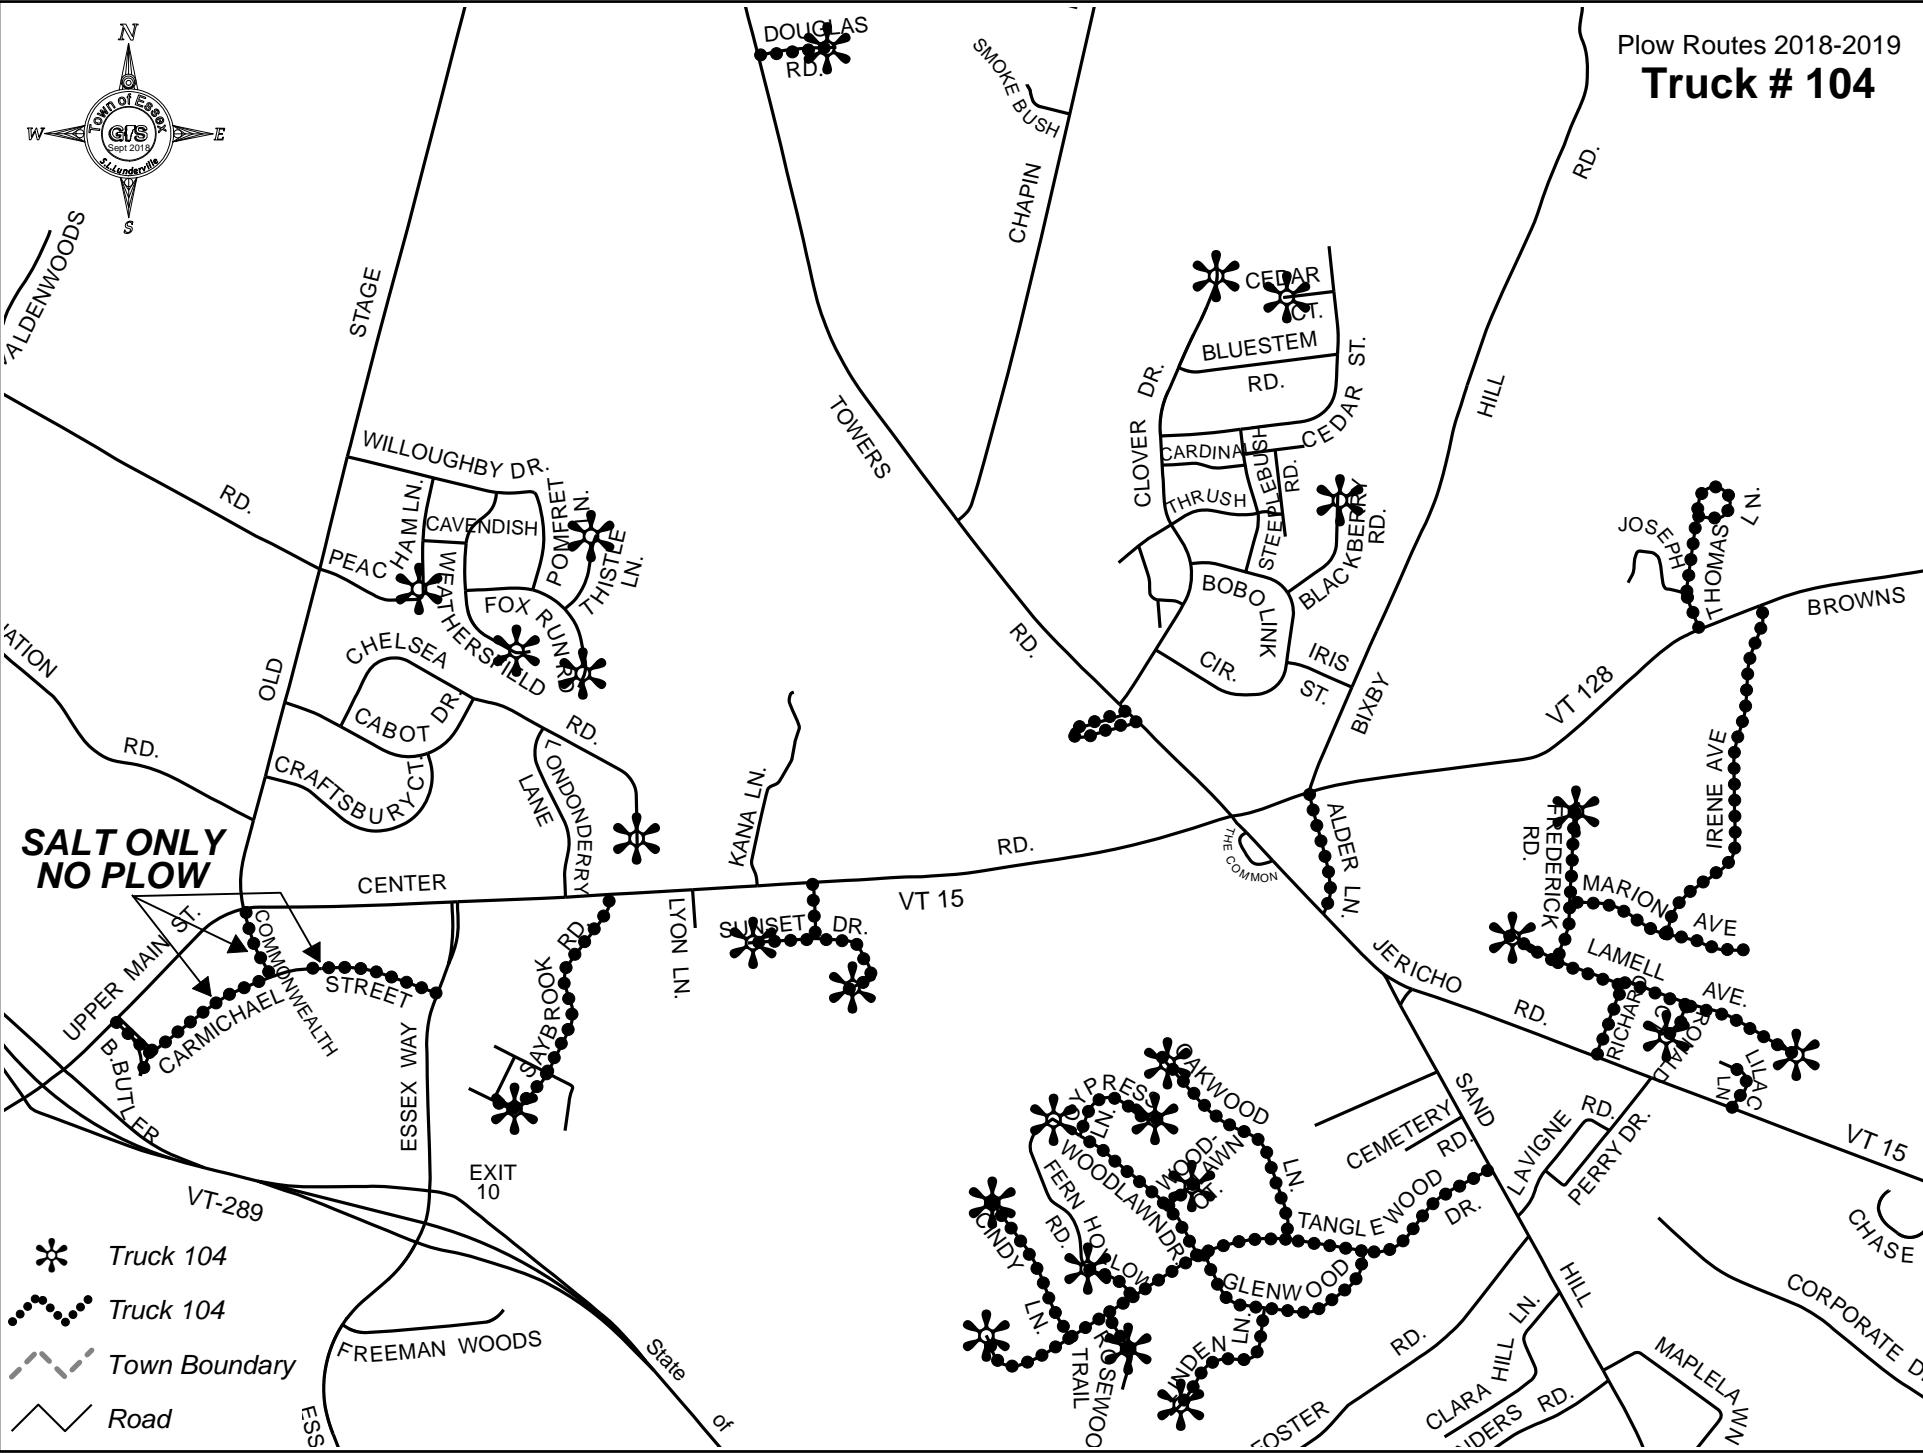 Plow Routes 2018-2019
Truck # 104
N
W
E
S
Town of Essex
GIS
Sept 2018
S.L.Lunderville
DOUGLAS
RD.
SMOKE BUSH
CHAPIN
RD.
STAGE
OLD
TOWERS
RD.
HILL
BIXBY
CEDAR
CT.
BLUESTEM
RD.
CLOVER DR.
CEDAR ST.
CARDINAL
THRUSH
STEEPLEBUSH
RD.
BLACKBERRY
RD.
BOBOLINK
CIR.
IRIS
ST.
WILLOUGHBY DR.
HAM LN.
CAVENDISH
POMFRET LN.
THISTLE
LN.
WEATHERSFIELD
FOX RUN RD
RD.
PEAC
CHELSEA
RD.
CABOT DR.
CRAFTSBURY CT.
LONDONDERRY
LANE
RD.
KANA LN.
JOSEPH
THOMAS
LN.
BROWNS
VT 128
IRENE AVE
FREDERICK
RD.
MARION AVE
LAMELL AVE.
RICHARD
RONALD
LILAC
LN
ALDER LN.
THE COMMON
JERICHO
RD.
VT 15
SALT ONLY
NO PLOW
CENTER
RD.
VT 15
UPPER MAIN ST.
COMMONWEALTH
CARMICHAEL
STREET
B.BUTLER
ESSEX WAY
SAYBROOK RD.
LYON LN.
SUNSET DR.
EXIT
10
VT-289
FREEMAN WOODS
State
of
OAKWOOD
LN.
LN.
WOODLAWN DR.
WOOD-
LAWN
CT.
FERN HOLLOW
RD.
CINDY
LN.
TANGLEWOOD
DR.
GLENWOOD
LN.
TRAIL
CEMETERY
RD.
SAND
HILL
LAVIGNE
RD.
PERRY DR.
CHASE
CORPORATE
MAPLELAWN
CLARA HILL LN.
RD.
RD.
Truck 104
Truck 104
Town Boundary
Road